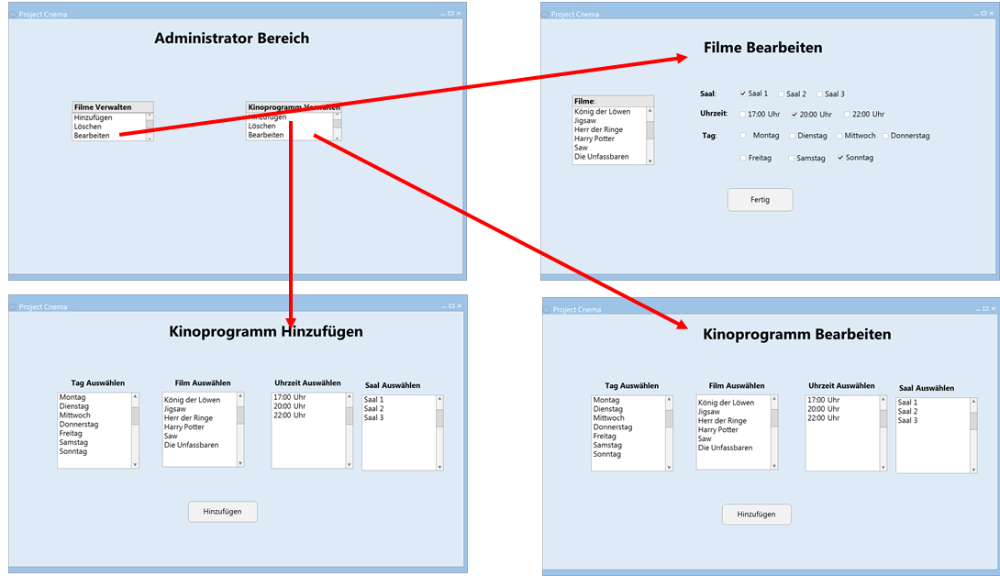 Project Cnema
Administrator Bereich
Filme Verwalten
Hinzufügen
Löschen
Bearbeiten
Kinoprogramm Verwalten
Hinzufügen
Löschen
Bearbeiten
Project Cnema
Filme Bearbeiten
Filme:
König der Löwen
Jigsaw
Herr der Ringe
Harry Potter
Saw
Die Unfassbaren
Saal: Saal 1 Saal 2 Saal 3
Uhrzeit: 17:00 Uhr 20:00 Uhr 22:00 Uhr
Tag: Montag Dienstag Mittwoch Donnerstag
Freitag Samstag Sonntag
Fertig
Project Cnema
Kinoprogramm Hinzufügen
Tag Auswählen
Montag
Dienstag
Mittwoch
Donnerstag
Freitag
Samstag
Sonntag
Film Auswählen
König der Löwen
Jigsaw
Herr der Ringe
Harry Potter
Saw
Die Unfassbaren
Uhrzeit Auswählen
17:00 Uhr
20:00 Uhr
22:00 Uhr
Saal Auswählen
Saal 1
Saal 2
Saal 3
Hinzufügen
Project Cnema
Kinoprogramm Bearbeiten
Tag Auswählen
Montag
Dienstag
Mittwoch
Donnerstag
Freitag
Samstag
Sonntag
Film Auswählen
König der Löwen
Jigsaw
Herr der Ringe
Harry Potter
Saw
Die Unfassbaren
Uhrzeit Auswählen
17:00 Uhr
20:00 Uhr
22:00 Uhr
Saal Auswählen
Saal 1
Saal 2
Saal 3
Hinzufügen